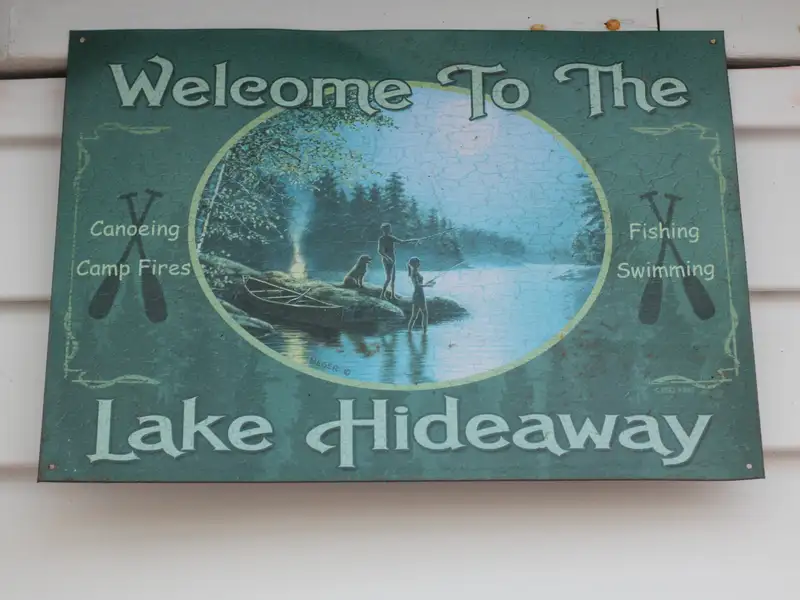 Welcome To The
Canoeing
Camp Fires
Fishing
Swimming
Lake Hideaway